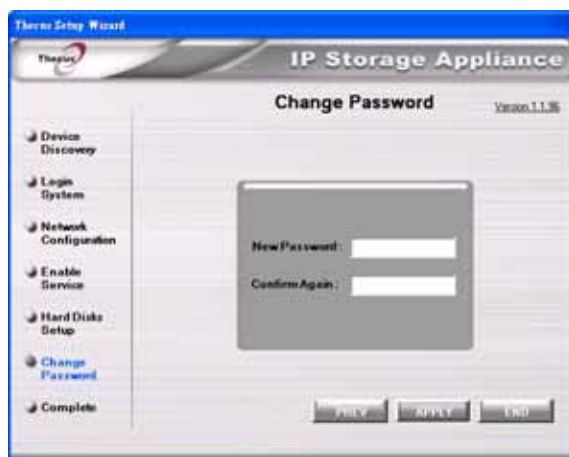 Thecus Setup Wizard
Thecus
IP Storage Appliance
Change Password
Version 1.1.36
Device
Discovery
Login
System
Network
Configuration
Enable
Service
Hard Disks
Setup
Change
Password
Complete
New Password:
Confirm Again:
PREV
APPLY
END